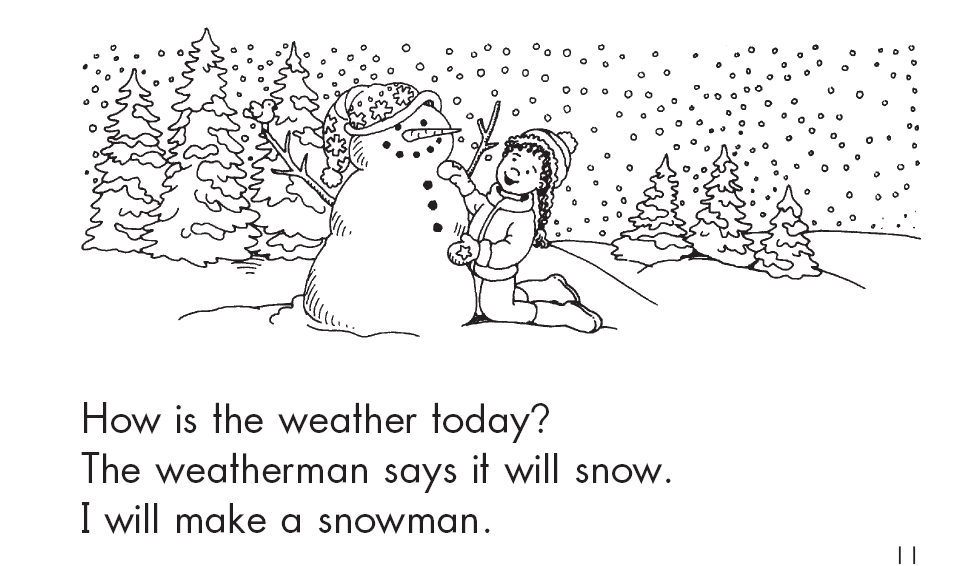 How is the weather today?
The weatherman says it will snow.
I will make a snowman.
11